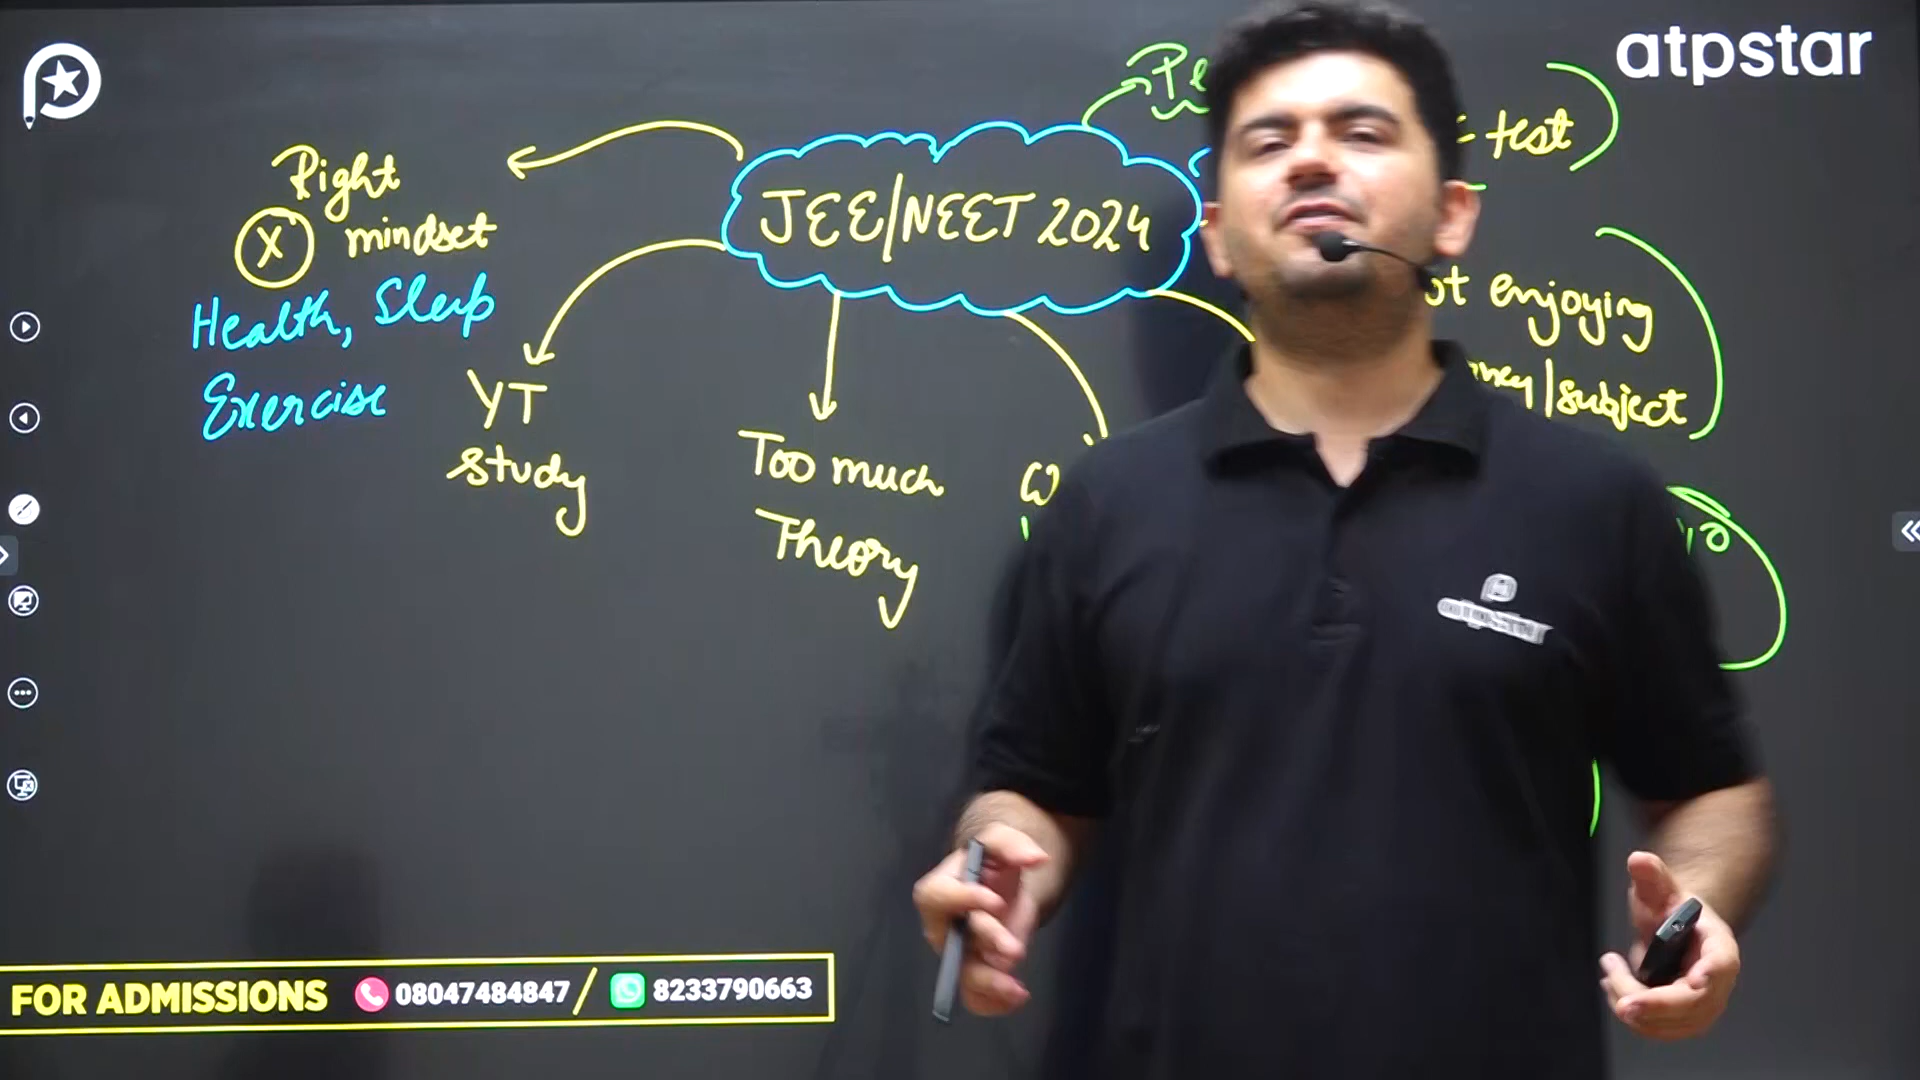 atpstar
test
JEE/NEET 2024
Right
X mindset
Health, Sleep
Exercise
YT
study
Too much
Theory
enjoying
subject
atpstar
FOR ADMISSIONS 08047484847 / 8233790663